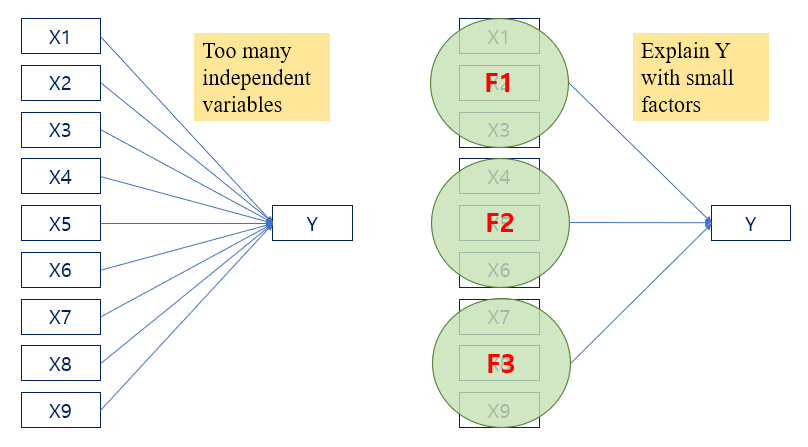 X1
X2
X3
X4
X5
X6
X7
X8
X9
Too many
independent
variables
Y
X1
F1
X3
X4
F2
X6
X7
F3
X9
Explain Y
with small
factors
Y